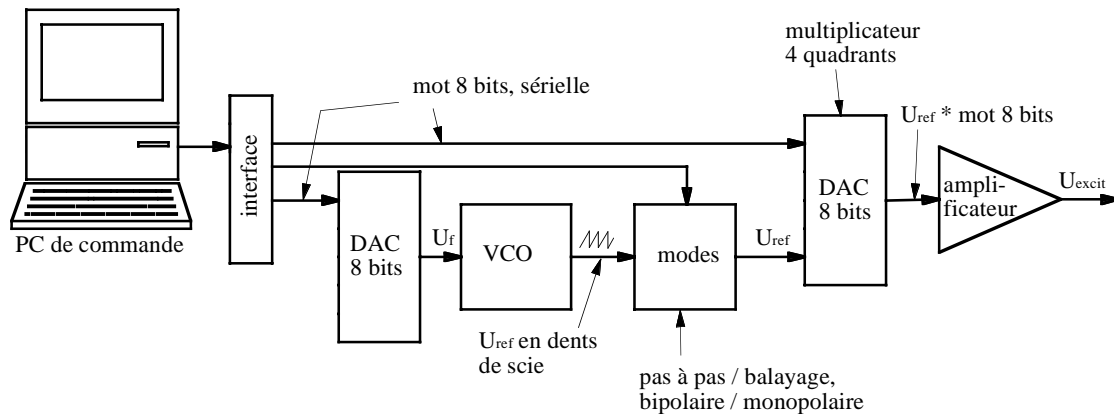 multiplicateur
4 quadrants
mot 8 bits, sérielle
Uref * mot 8 bits
interface
DAC
8 bits
ampli-
ficateur
Uexcit
PC de commande
DAC
8 bits
Uf
VCO
modes
Uref
Uref en dents
de scie
pas à pas / balayage,
bipolaire / monopolaire